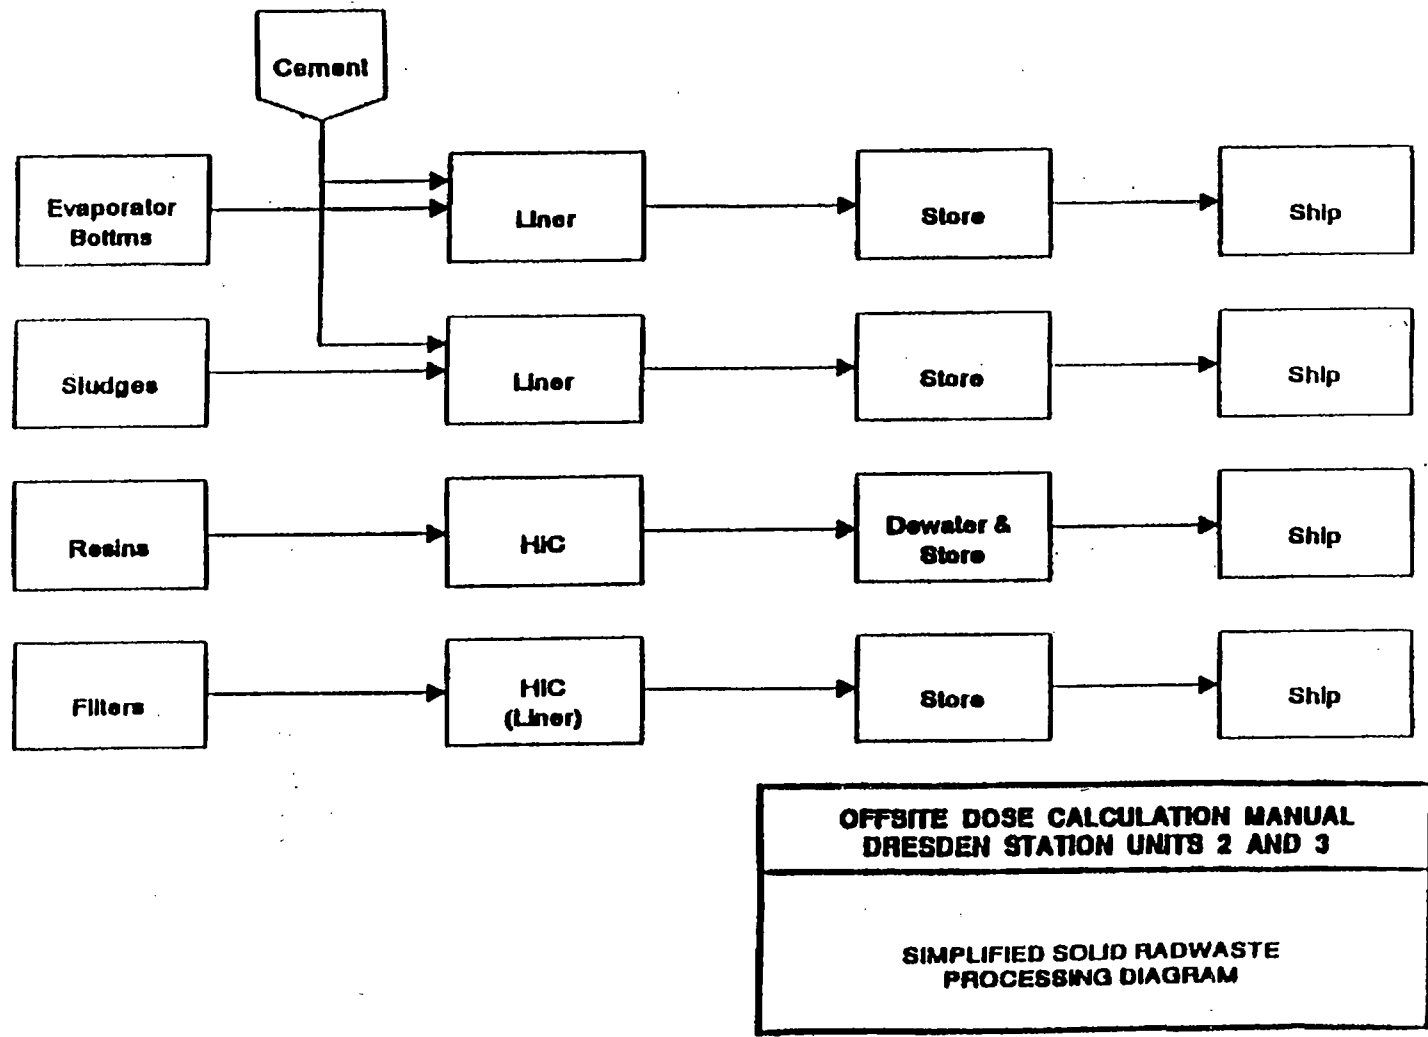 Cement
Evaporator
Bottms
Liner
Store
Ship
Sludges
Liner
Store
Ship
Resins
HIC
Dewater &
Store
Ship
Filters
HIC
(Liner)
Store
Ship
OFFSITE DOSE CALCULATION MANUAL
DRESDEN STATION UNITS 2 AND 3
SIMPLIFIED SOLID RADWASTE
PROCESSING DIAGRAM